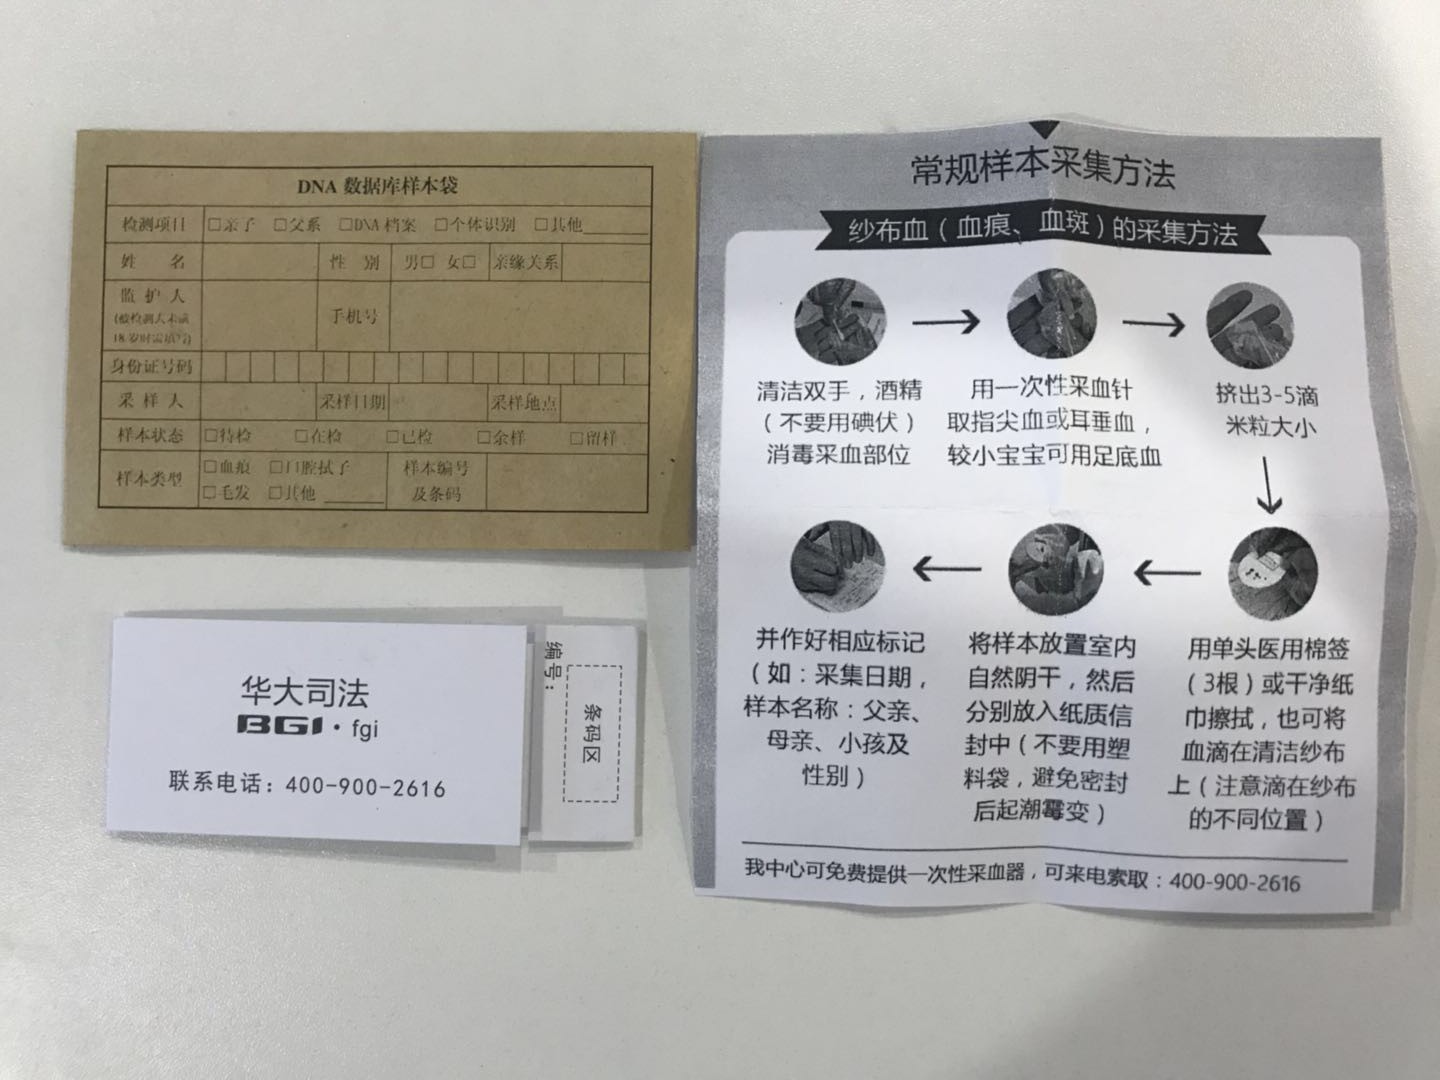 DNA 数据库样本袋
检测项目 □亲子 □父系 □DNA 档案 □个体识别 □其他
姓 名 性 别 男□ 女□ 亲缘关系
监 护 人
(被检测人未满
18岁时需填写)
手机号
身份证号码
采 样 人 采样日期 采样地点
样本状态 □待检 □在检 □已检 □余样 □留样
样本类型
□血痕 □口腔拭子
□毛发 □其他
样本编号
及条码
华大司法
BGI·fgi
联系电话：400-900-2616
编号：
条码区
常规样本采集方法
纱布血（血痕、血斑）的采集方法
清洁双手，酒精
（不要用碘伏）
消毒采血部位
用一次性采血针
取指尖血或耳垂血，
较小宝宝可用足底血
挤出3-5滴
米粒大小
用单头医用棉签
（3根）或干净纸
巾擦拭，也可将
血滴在清洁纱布
上（注意滴在纱布
的不同位置）
将样本放置室内
自然阴干，然后
分别放入纸质信
封中（不要用塑
料袋，避免密封
后起潮霉变）
并作好相应标记
（如：采集日期，
样本名称：父亲、
母亲、小孩及
性别）
我中心可免费提供一次性采血器，可来电索取：400-900-2616